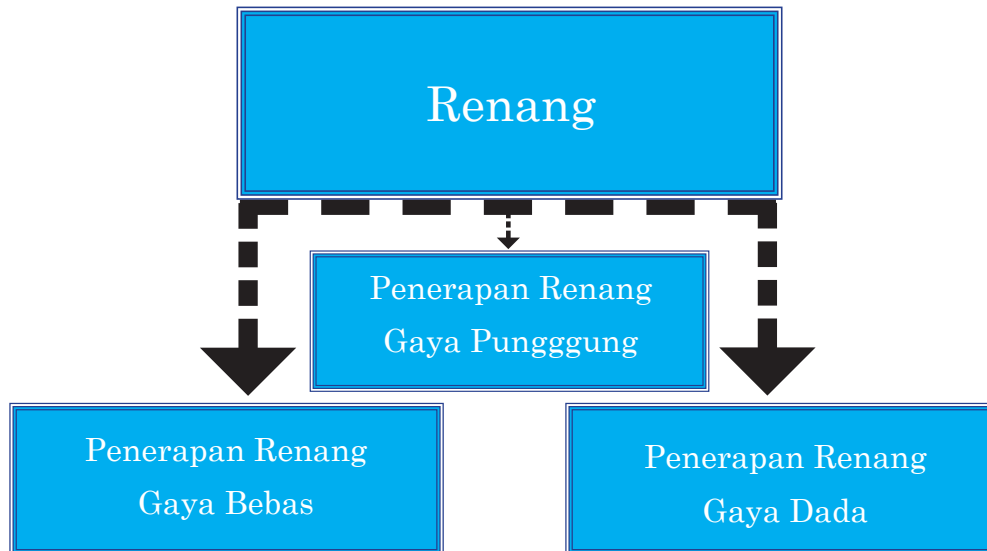 Renang
Penerapan Renang
Gaya Pungggung
Penerapan Renang
Gaya Bebas
Penerapan Renang
Gaya Dada